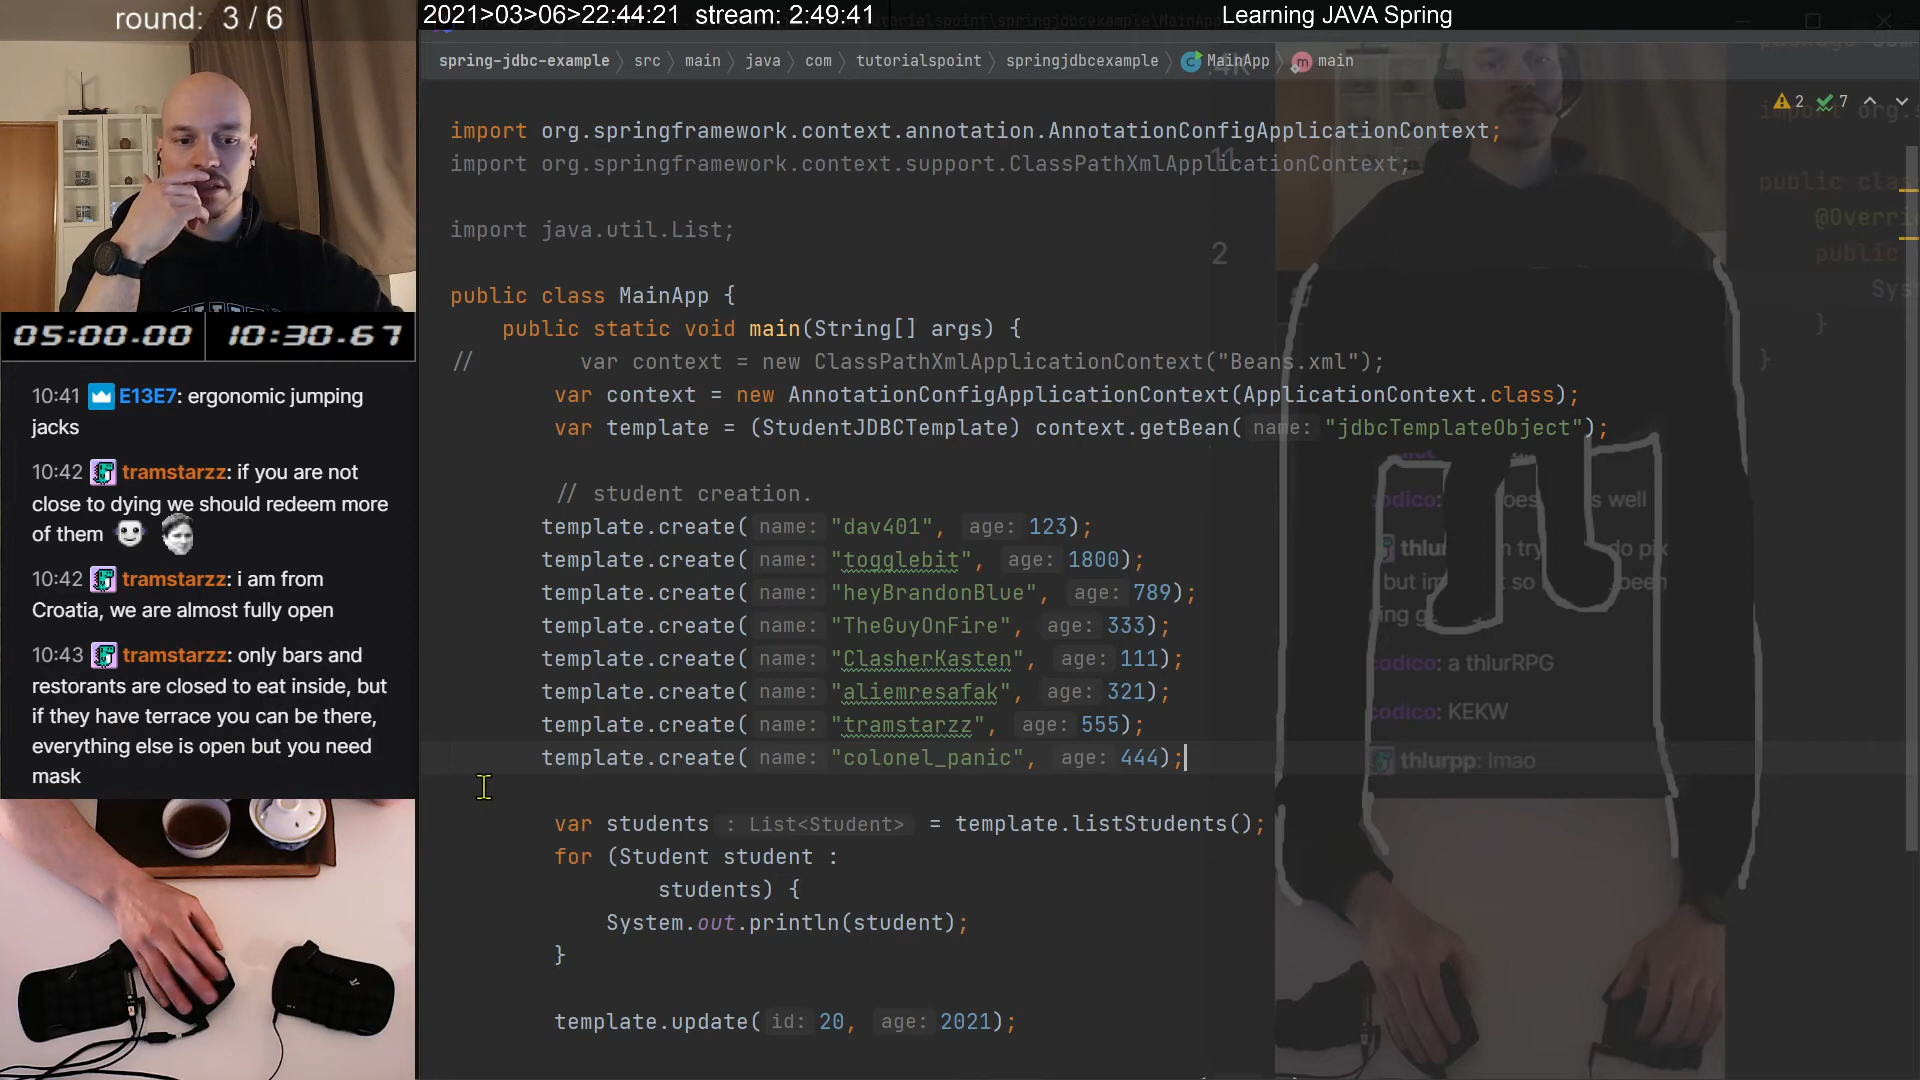 round: 3 / 6
2021>03>06>22:44:21 stream: 2:49:41
Learning JAVA Spring
spring-jdbc-example
src
main
java
com
tutorialspoint
springjdbcexample
MainApp
main
05:00.00
10:30.67
10:41 E13E7: ergonomic jumping
jacks
10:42 tramstarzz: if you are not
close to dying we should redeem more
of them
10:42 tramstarzz: i am from
Croatia, we are almost fully open
10:43 tramstarzz: only bars and
restorants are closed to eat inside, but
if they have terrace you can be there,
everything else is open but you need
mask
2 7
import org.springframework.context.annotation.AnnotationConfigApplicationContext;
import org.springframework.context.support.ClassPathXmlApplicationContext;
import java.util.List;
public class MainApp {
public static void main(String[] args) {
// var context = new ClassPathXmlApplicationContext("Beans.xml");
var context = new AnnotationConfigApplicationContext(ApplicationContext.class);
var template = (StudentJDBCTemplate) context.getBean( name: "jdbcTemplateObject");
// student creation.
template.create( name: "dav401", age: 123);
template.create( name: "togglebit", age: 1800);
template.create( name: "heyBrandonBlue", age: 789);
template.create( name: "TheGuyOnFire", age: 333);
template.create( name: "ClasherKasten", age: 111);
template.create( name: "aliemresafak", age: 321);
template.create( name: "tramstarzz", age: 555);
template.create( name: "colonel_panic", age: 444);
var students : List<Student> = template.listStudents();
for (Student student :
students) {
System.out.println(student);
}
template.update( id: 20, age: 2021);
codico: a thlurRPG
codico: KEKW
thlurpp: lmao